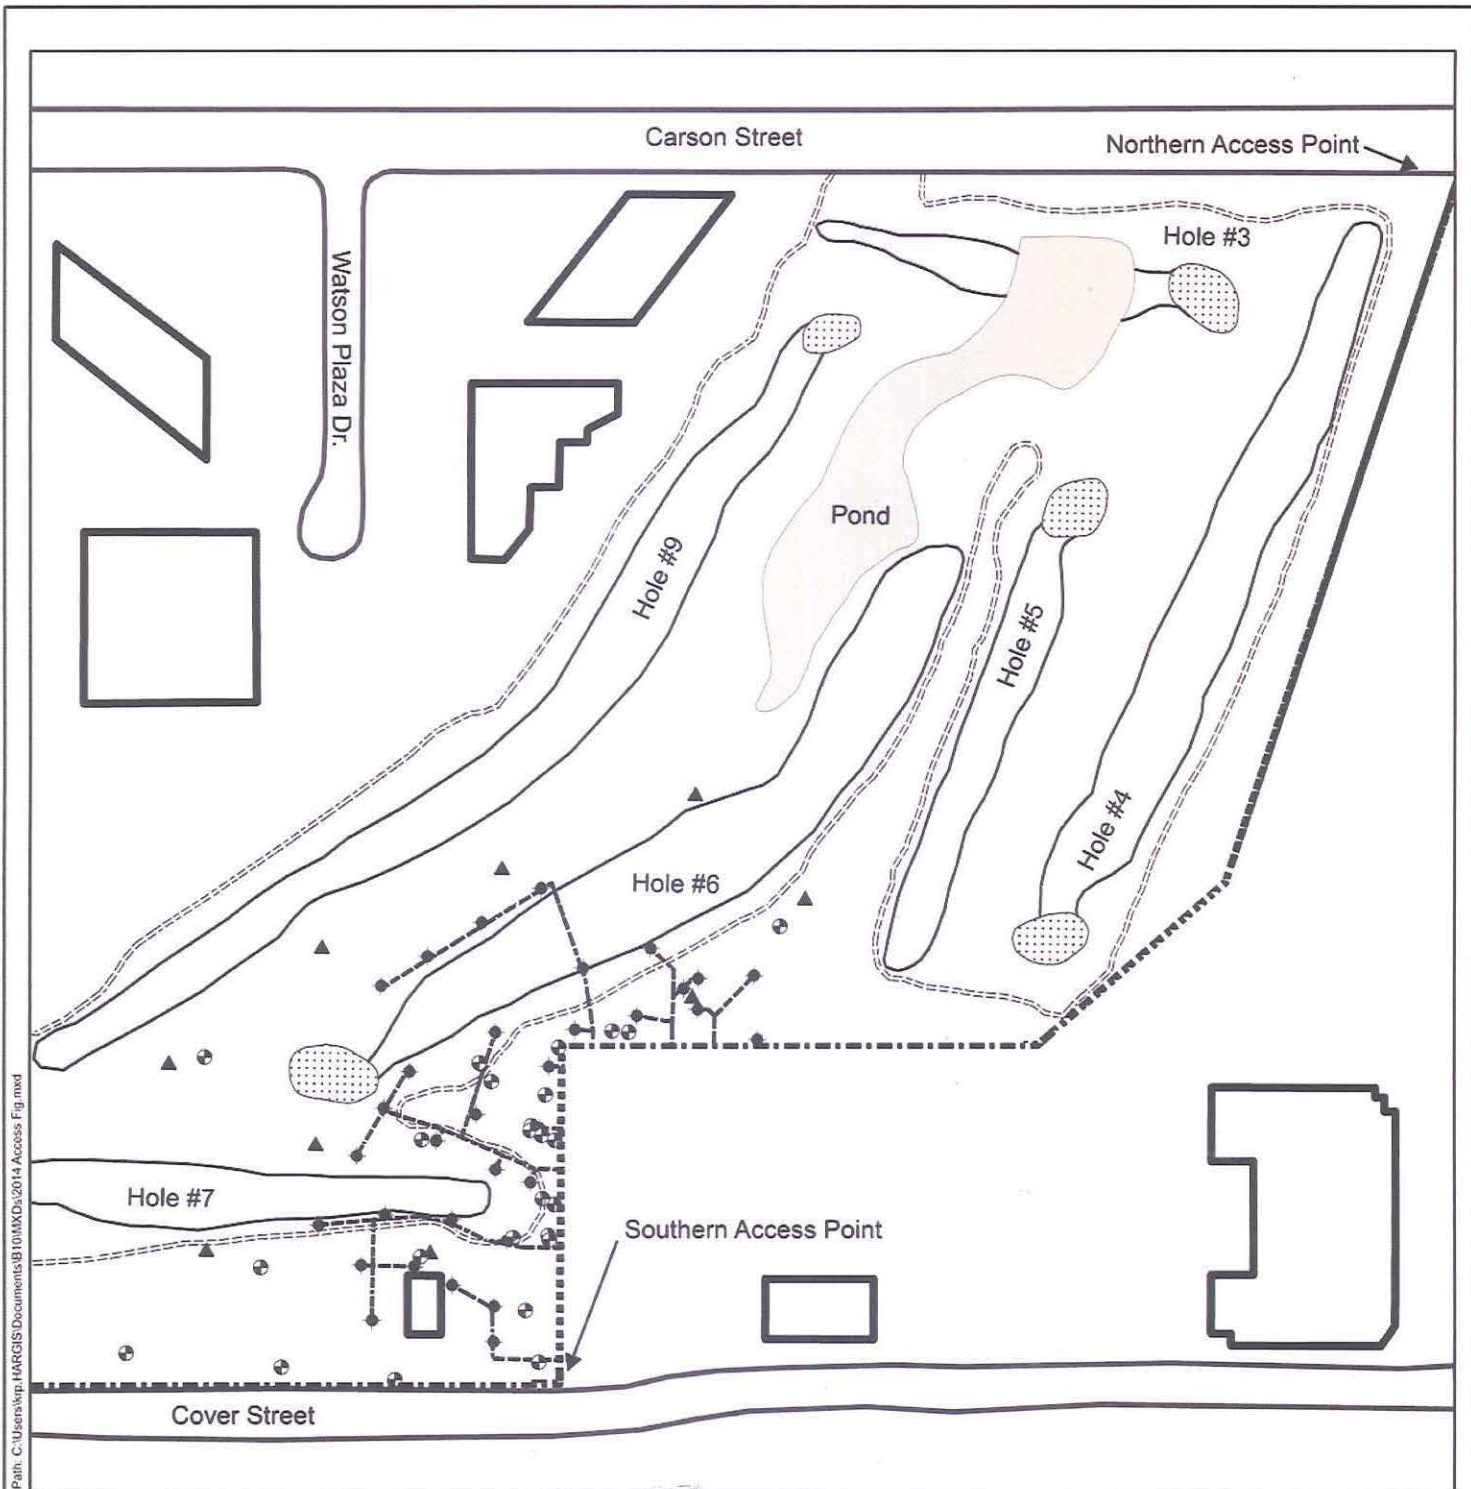 Carson Street
Northern Access Point
Hole #3
Watson Plaza Dr.
Pond
Hole #9
Hole #5
Hole #4
Hole #6
Hole #7
Southern Access Point
Cover Street
Path: C:\Users\krp.HARGIS\Documents\B10\MXDs\2014 Access Fig.mxd